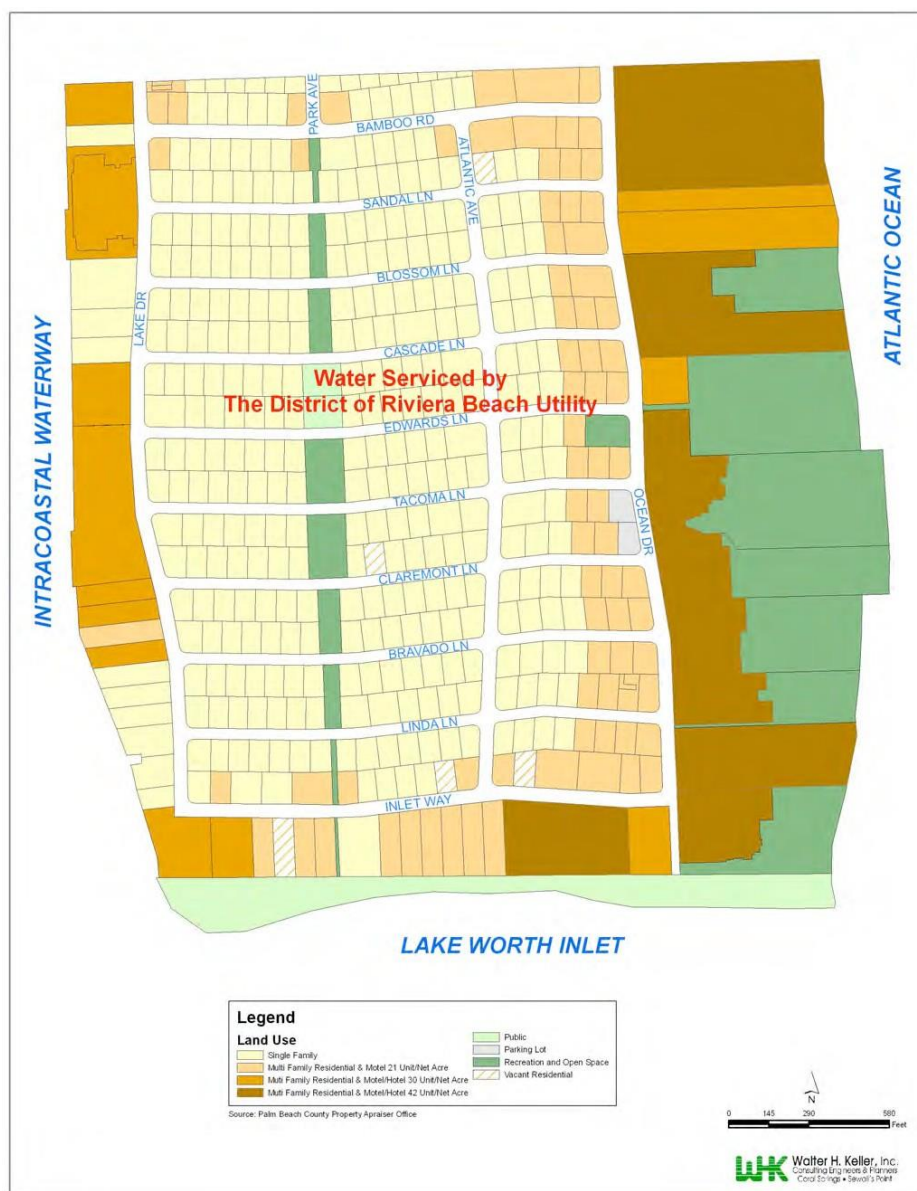 PARK AVE
BAMBOO RD
ATLANTIC AVE
SANDAL LN
ATLANTIC OCEAN
BLOSSOM LN
LAKE DR
INTRACOASTAL WATERWAY
CASCADE LN
Water Serviced by
The District of Riviera Beach Utility
EDWARDS LN
TACOMA LN
OCEAN DR
CLAREMONT LN
BRAVADO LN
LINDA LN
INLET WAY
LAKE WORTH INLET
Legend
Land Use
Single Family
Multi Family Residential & Motel 21 Unit/Net Acre
Muti Family Residential & Motel/Hotel 30 Unit/Net Acre
Muti Family Residential & Motel/Hotel 42 Unit/Net Acre
Public
Parking Lot
Recreation and Open Space
Vacant Residential
Source: Palm Beach County Property Apraiser Office
N
0 145 290 580
Feet
WHK Walter H. Keller, Inc.
Consulting Engineers & Planners
Coral Springs • Sewall's Point